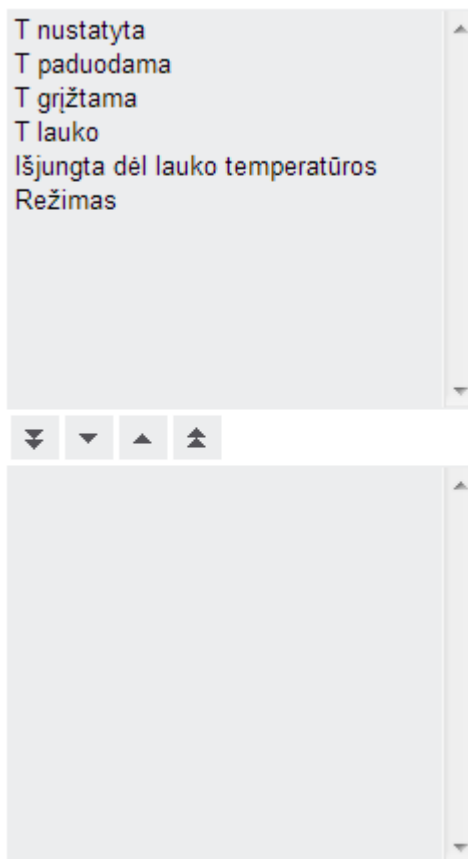 T nustatyta
T paduodama
T grįžtama
T lauko
Išjungta dėl lauko temperatūros
Režimas